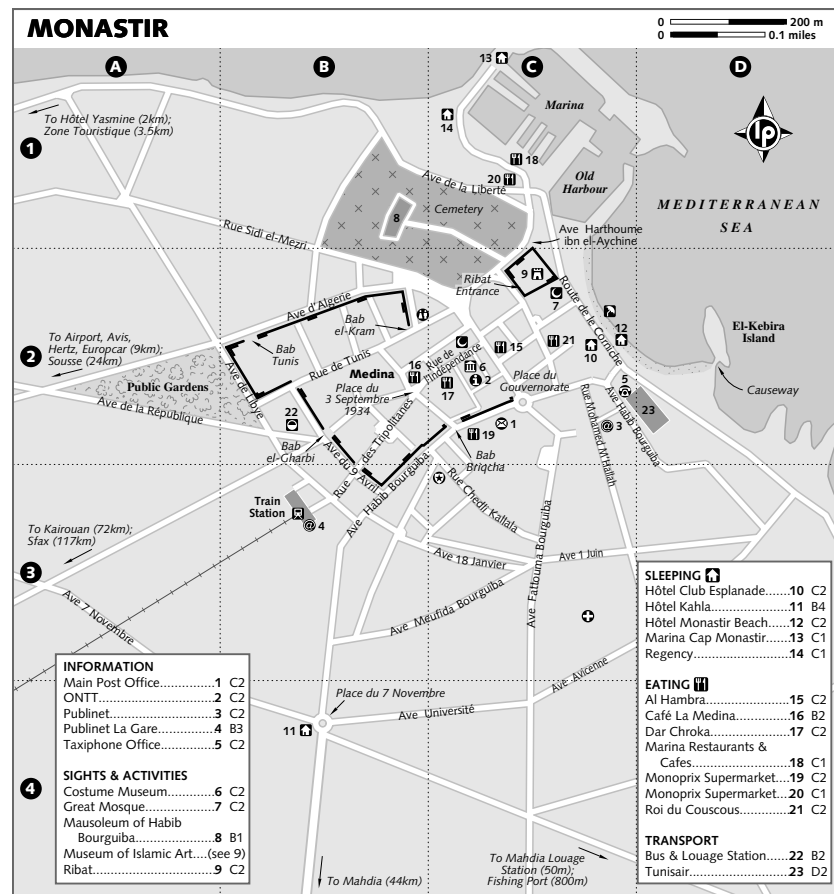 MONASTIR
0 200 m
0 0.1 miles
A
B
C
D
1
2
3
4
lp
To Hôtel Yasmine (2km);
Zone Touristique (3.5km)
13
14
Marina
18
20
Old
Harbour
Ave de la Liberté
Cemetery
8
MEDITERRANEAN
SEA
Rue Sidi el-Mezri
Ave Harthoume
ibn el-Aychine
9
Ribat
Entrance
7
Route de la Corniche
Ave d'Algerie
Bab
el-Kram
To Airport, Avis,
Hertz, Europcar (9km);
Sousse (24km)
Bab
Tunis
Rue de Tunis
Medina
16
Rue de
l'Indépendance
15
21
12
10
El-Kebira
Island
Public Gardens
Ave de Libye
Place du
3 Septembre
1934
6
2
17
Place du
Gouvernorate
5
Causeway
Ave de la République
22
Bab
el-Gharbi
Rue des Tripolitanes
19
1
Bab
Briqcha
Rue Mohamed M'Hallah
Ave Habib Bourguiba
23
3
Ave du 9 Avril
Ave Habib Bourguiba
Rue Chedli Kallala
Train
Station
4
To Kairouan (72km);
Sfax (117km)
Ave 18 Janvier
Ave Fattouma Bourguiba
Ave 1 Juin
Ave 7 Novembre
Ave Meufida Bourguiba
Ave Avicenne
Place du 7 Novembre
11
Ave Université
To Mahdia (44km)
To Mahdia Louage
Station (50m);
Fishing Port (800m)
INFORMATION
Main Post Office..............1 C2
ONTT..............2 C2
Publinet..............3 C2
Publinet La Gare..............4 B3
Taxiphone Office..............5 C2
SIGHTS & ACTIVITIES
Costume Museum..............6 C2
Great Mosque..............7 C2
Mausoleum of Habib
Bourguiba..............8 B1
Museum of Islamic Art....(see 9)
Ribat..............9 C2
SLEEPING
Hôtel Club Esplanade.......10 C2
Hôtel Kahla..............11 B4
Hôtel Monastir Beach.......12 C2
Marina Cap Monastir.......13 C1
Regency..............14 C1
EATING
Al Hambra..............15 C2
Café La Medina..............16 B2
Dar Chroka..............17 C2
Marina Restaurants &
Cafes..............18 C1
Monoprix Supermarket.....19 C2
Monoprix Supermarket.....20 C1
Roi du Couscous..............21 C2
TRANSPORT
Bus & Louage Station.......22 B2
Tunisair..............23 D2